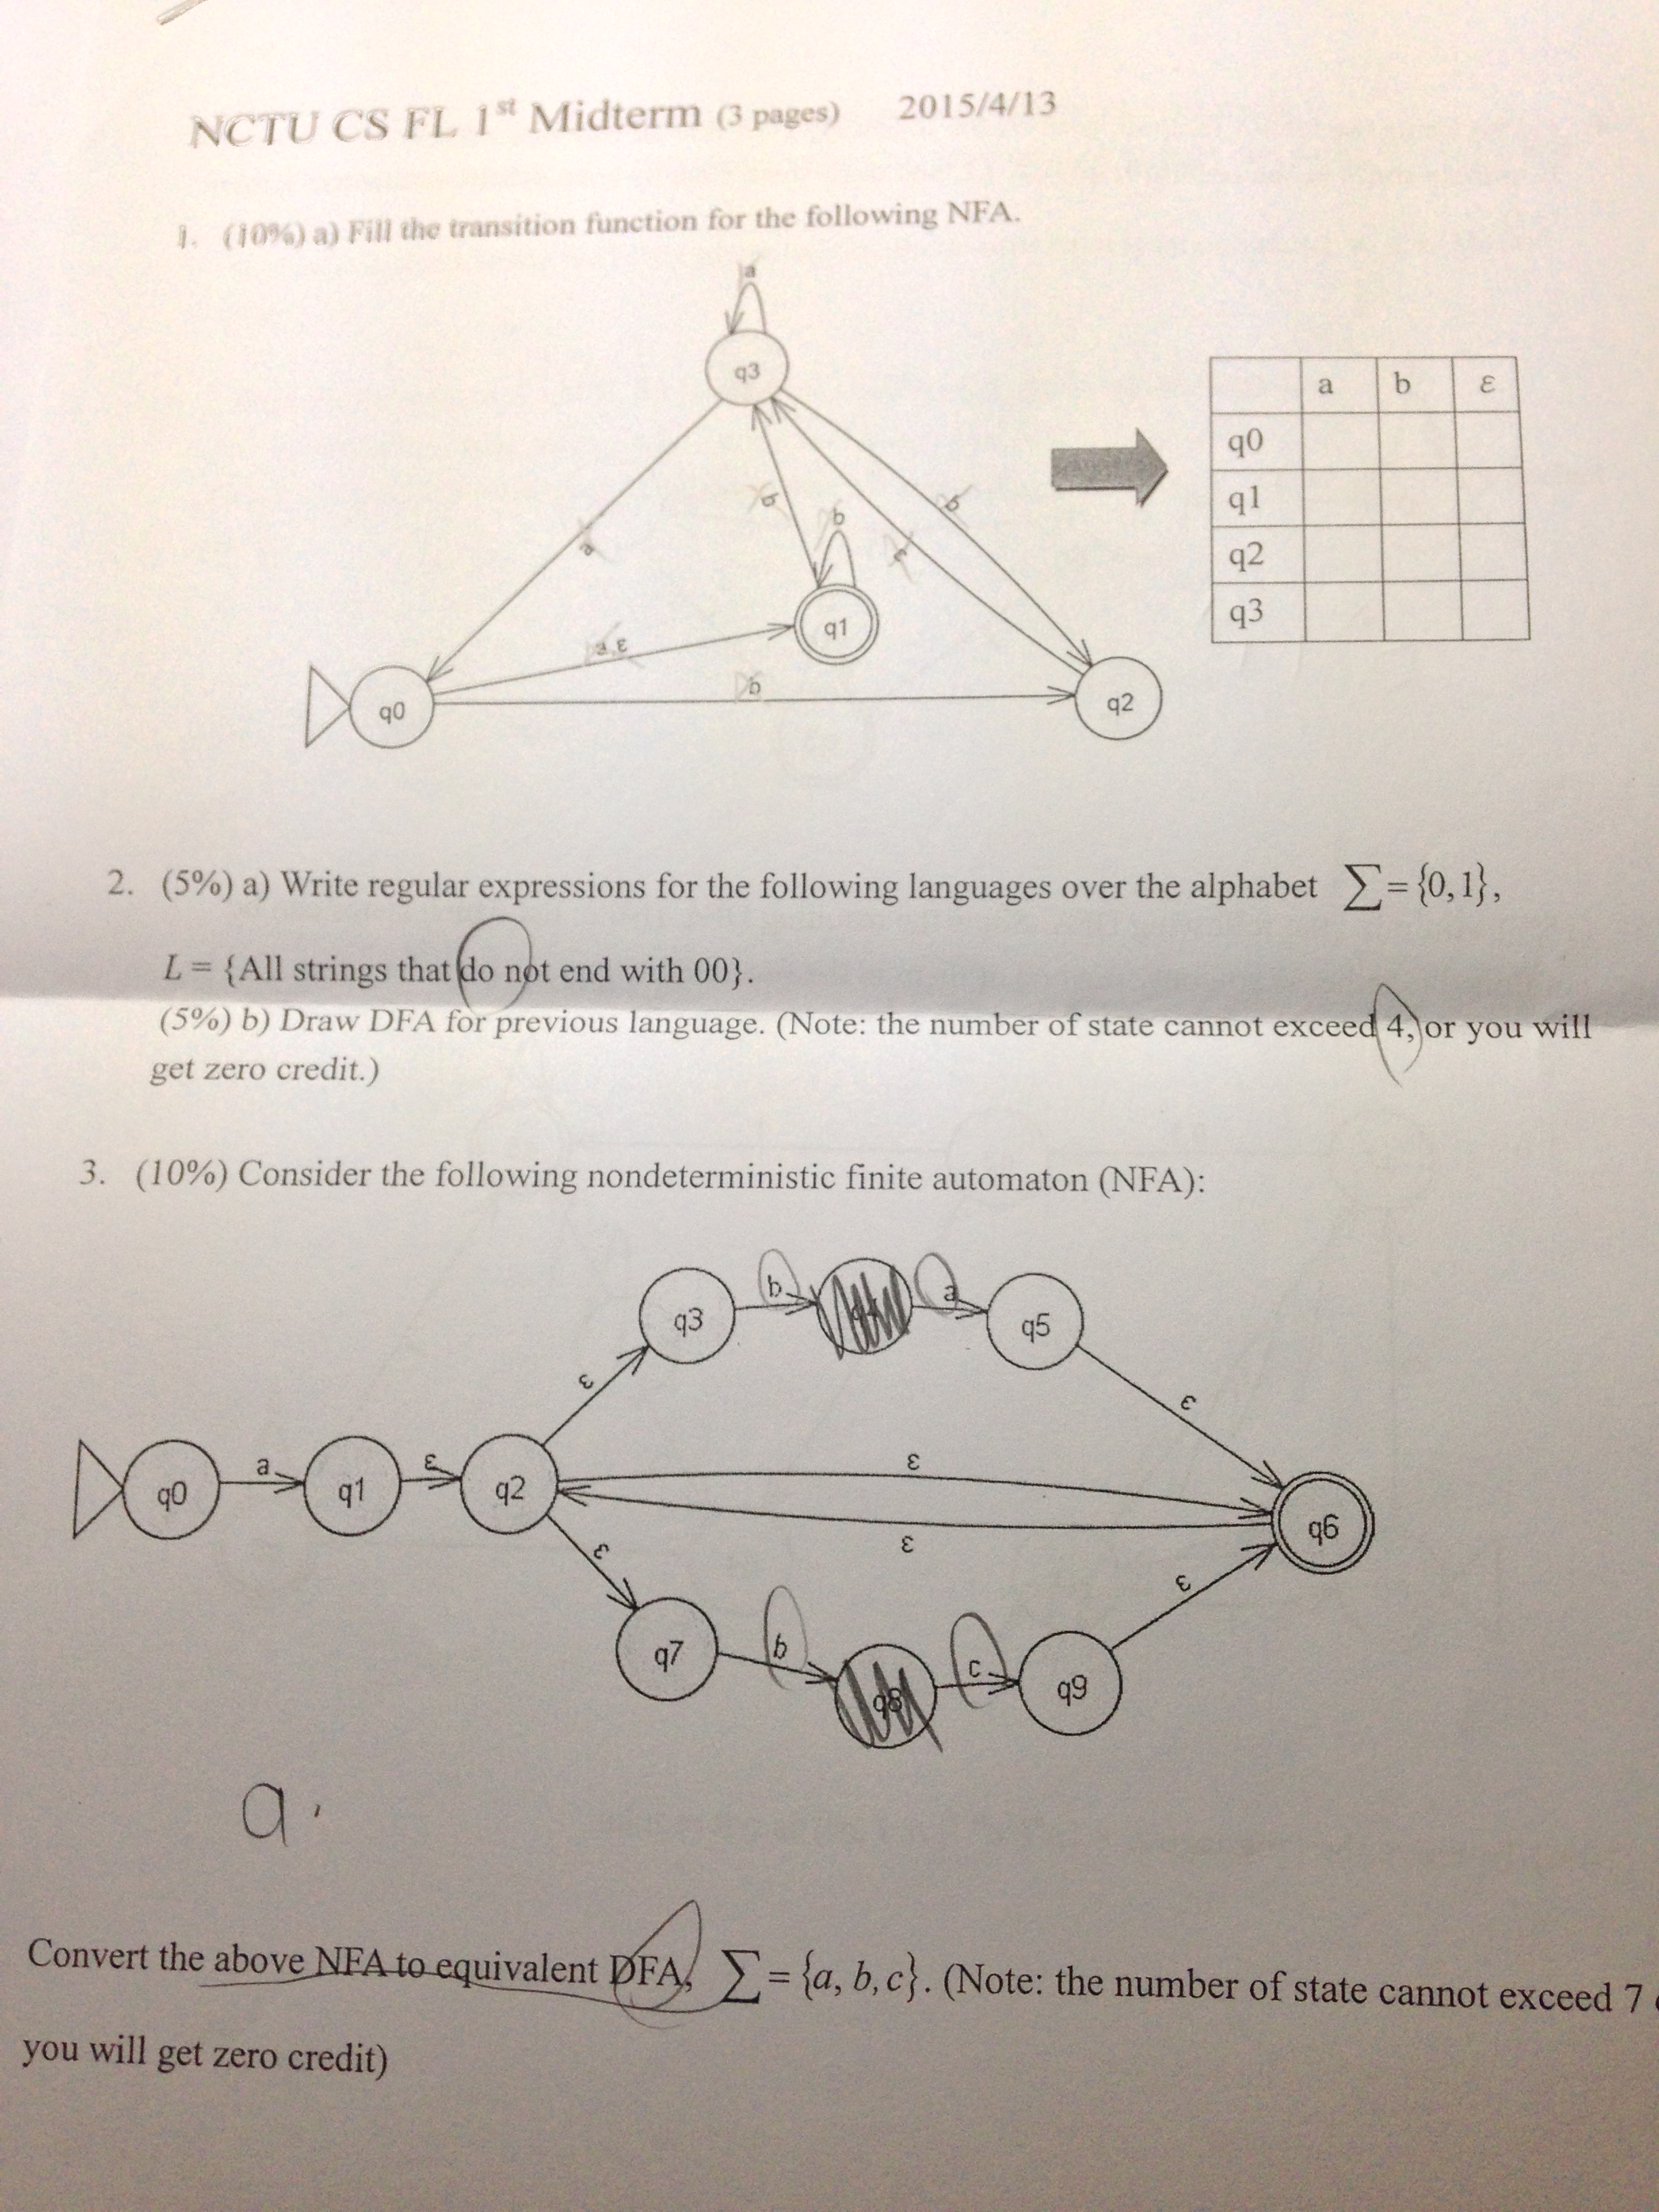 NCTU CS FL 1st Midterm (3 pages) 2015/4/13
1. (10%) a) Fill the transition function for the following NFA.
a
q3
a b ε
q0
q1
q2
q3
b
b
b
ε
a
q1
a,ε
b
q0
q2
2. (5%) a) Write regular expressions for the following languages over the alphabet ∑={0,1},
L = {All strings that do not end with 00}.
(5%) b) Draw DFA for previous language. (Note: the number of state cannot exceed 4, or you will
get zero credit.)
3. (10%) Consider the following nondeterministic finite automaton (NFA):
q3
b
a
q5
ε
ε
q0
a
q1
ε
q2
ε
ε
q6
ε
q7
b
q8
c
q9
ε
a.
Convert the above NFA to equivalent DFA, ∑={a, b, c}. (Note: the number of state cannot exceed 7
you will get zero credit)